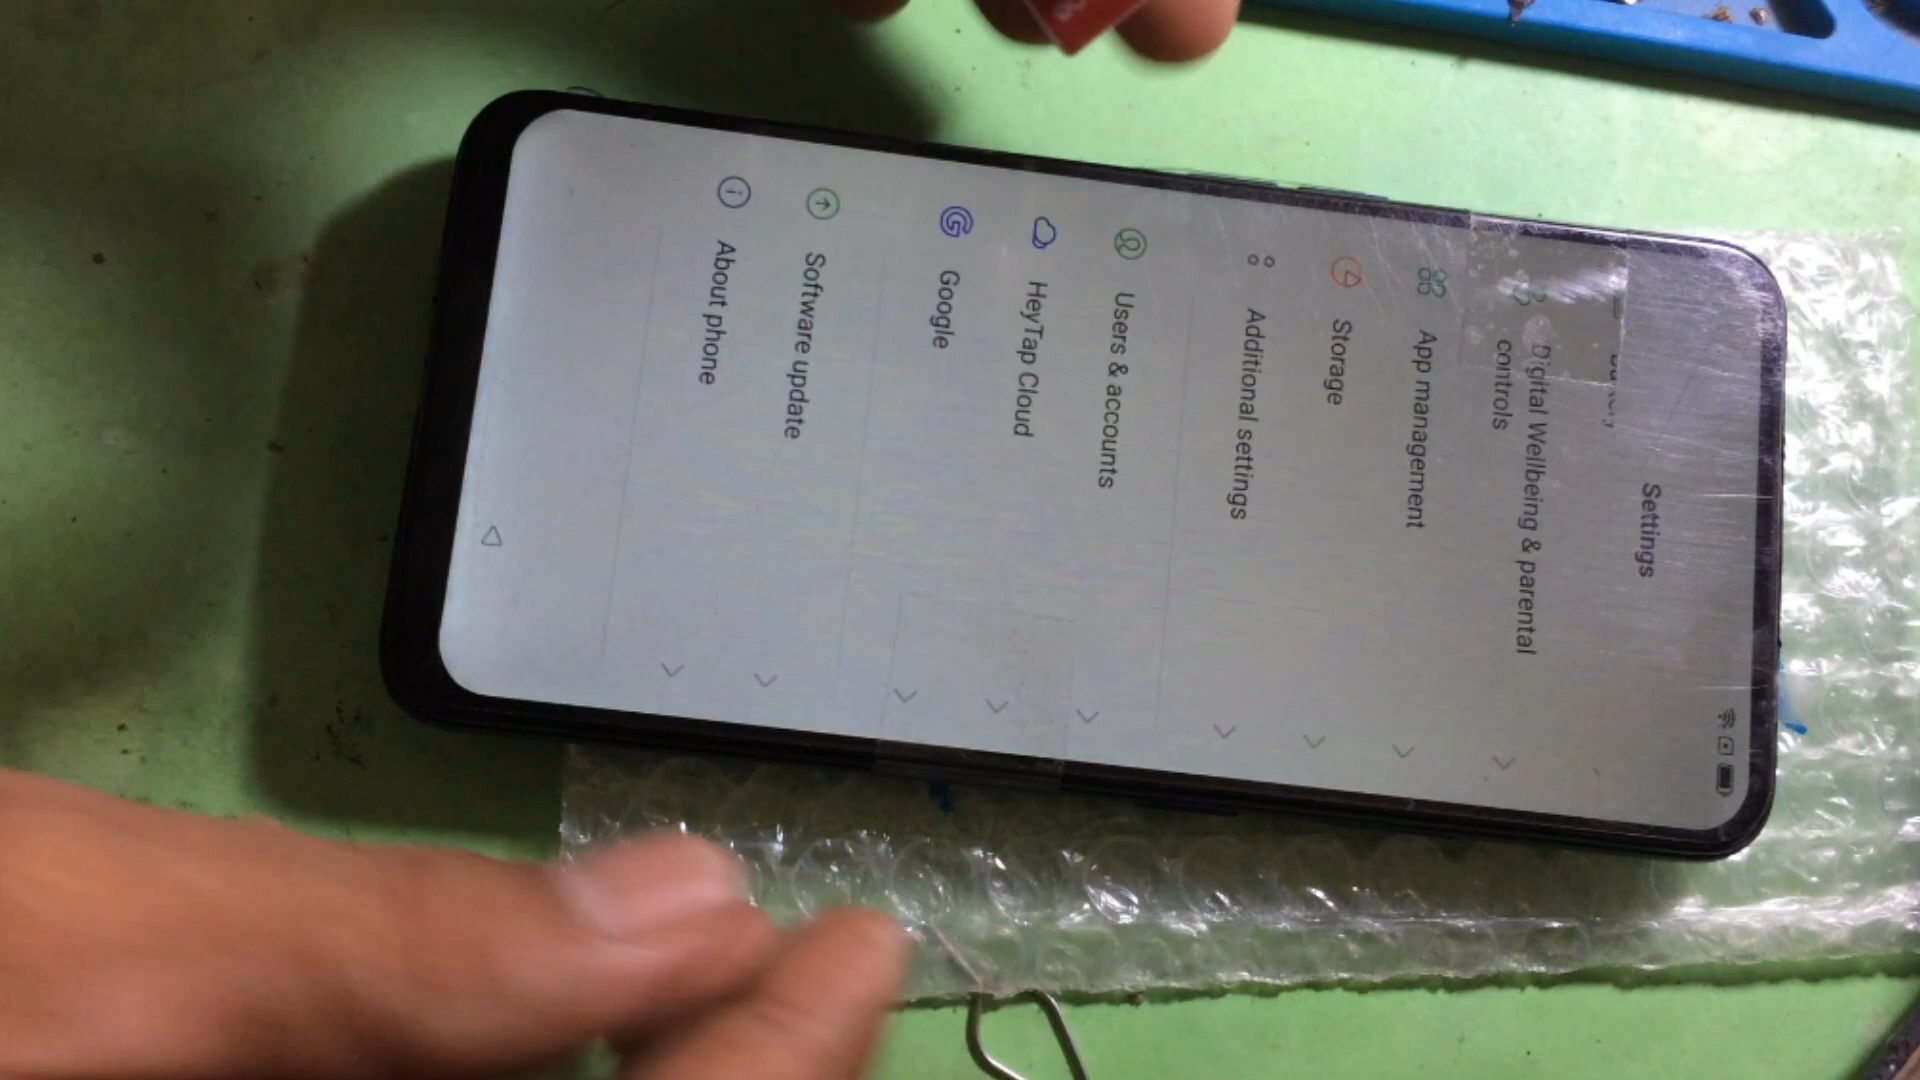 Settings
Digital Wellbeing & parental
controls
App management
Storage
Additional settings
Users & accounts
HeyTap Cloud
Google
Software update
About phone